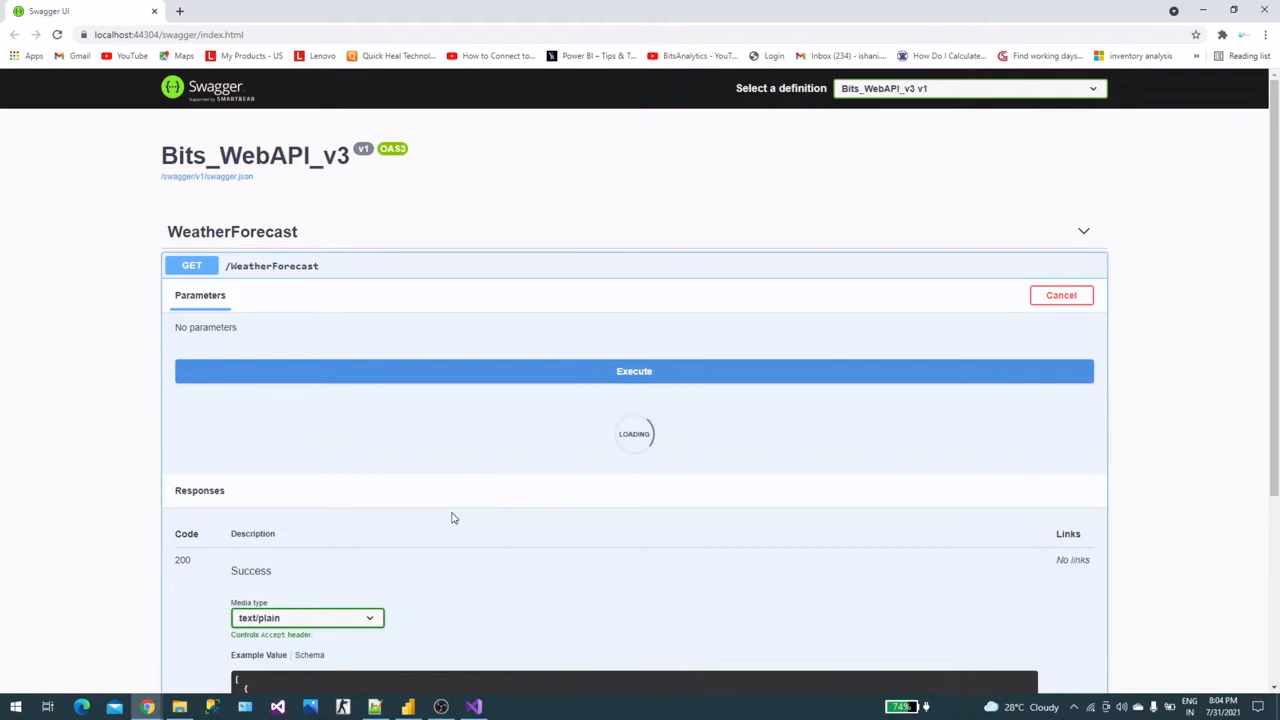 Swagger UI
localhost:44304/swagger/index.html
Apps Gmail YouTube Maps My Products - US Lenovo Quick Heal Technol... How to Connect to... Power BI – Tips & T... BitsAnalytics - YouT... Login Inbox (234) - ishani... How Do I Calculate... Find working days... inventory analysis » Reading list
Swagger
Supported by SMARTBEAR
Select a definition
Bits_WebAPI_v3 v1
Bits_WebAPI_v3 v1 OAS3
/swagger/v1/swagger.json
WeatherForecast
GET /WeatherForecast
Parameters
Cancel
No parameters
Execute
LOADING
Responses
Code Description Links
200 No links
Success
Media type
text/plain
Controls Accept header.
Example Value | Schema
[
{
74%
28°C Cloudy
ENG
IN
8:04 PM
7/31/2021